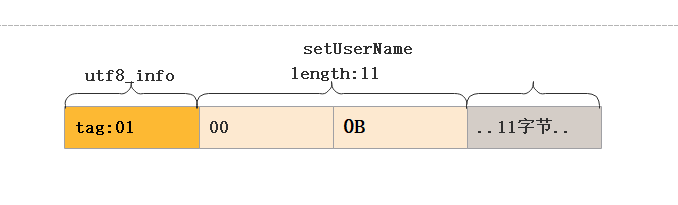 setUserName
utf8_info
length:11
tag:01
00
0B
..11字节..